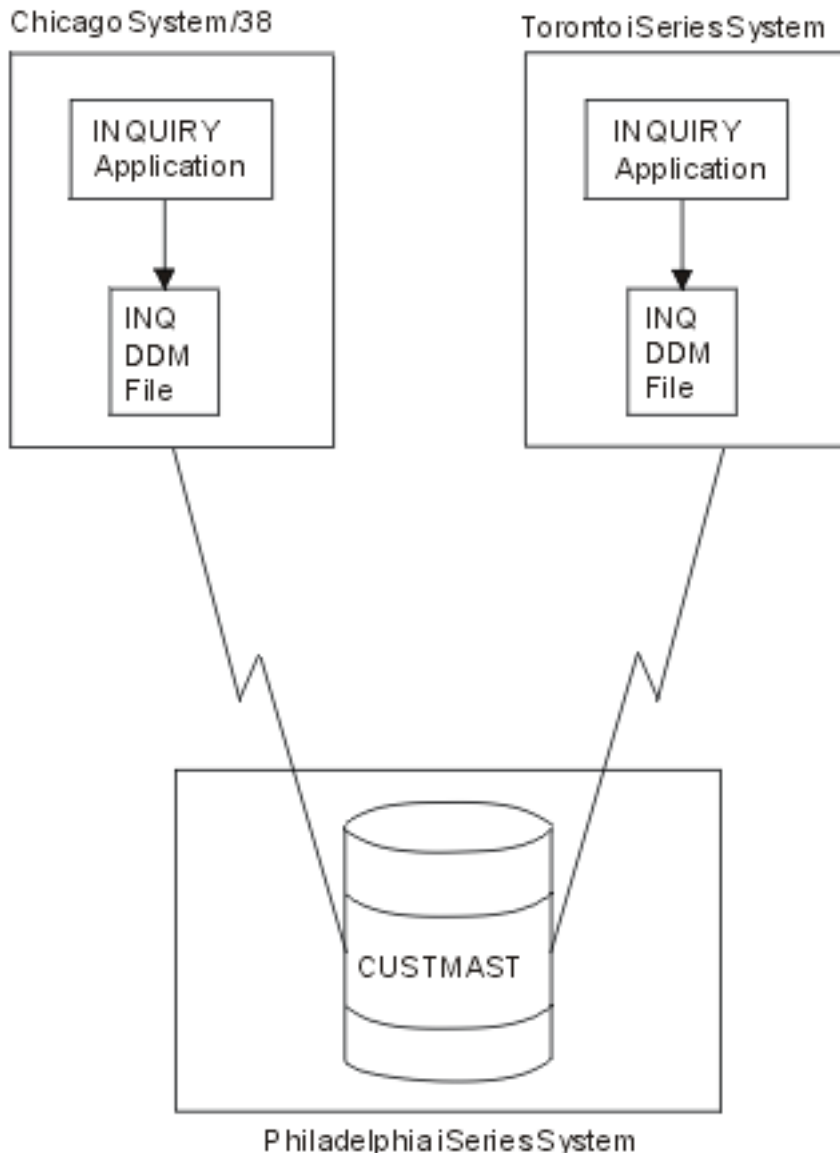 Chicago System/38
Toronto iSeries System
INQUIRY
Application
INQUIRY
Application
INQ
DDM
File
INQ
DDM
File
CUSTMAST
Philadelphia iSeries System